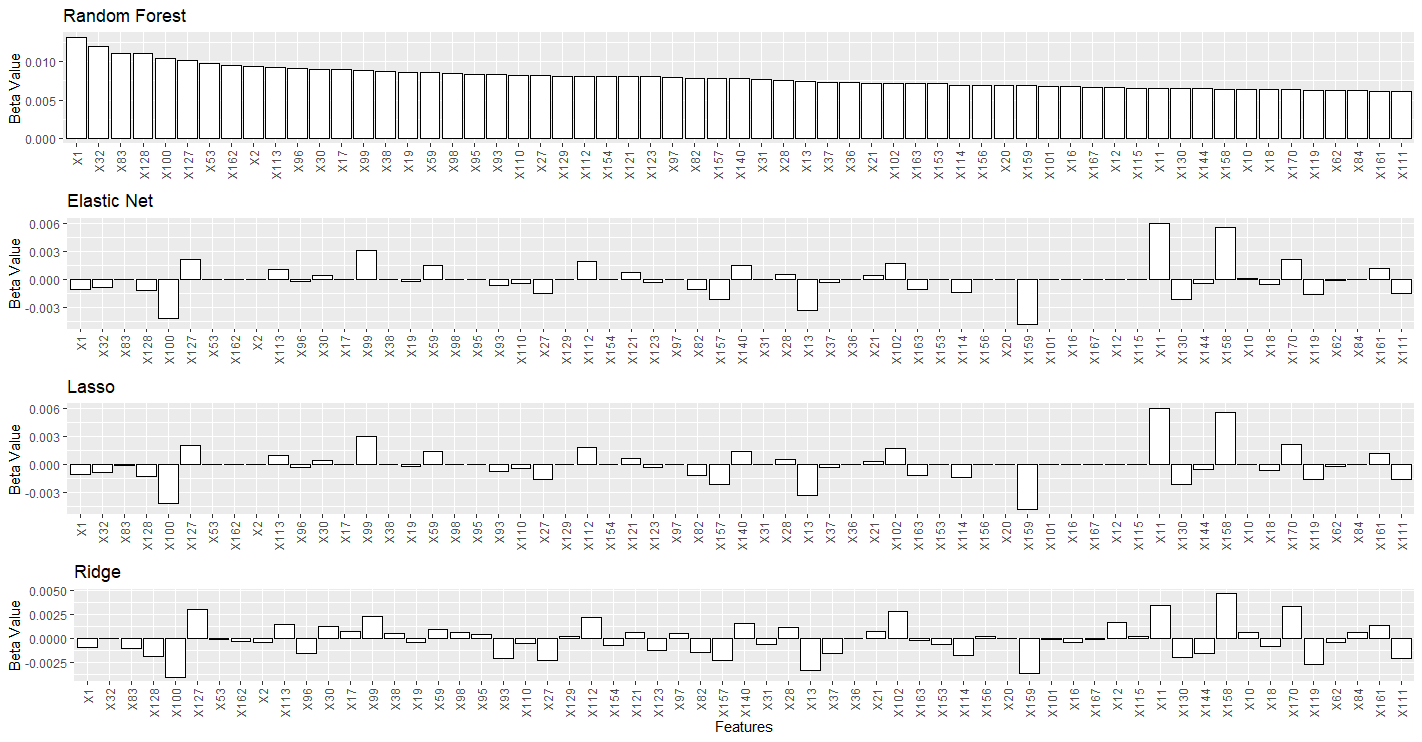 Random Forest
Beta Value
0.010
0.005
0.000
X1 X32 X83 X128 X100 X127 X53 X162 X2 X113 X96 X30 X17 X99 X38 X19 X59 X98 X95 X93 X110 X27 X129 X112 X154 X121 X123 X97 X82 X157 X140 X31 X28 X13 X37 X36 X21 X102 X163 X153 X114 X156 X20 X159 X101 X16 X167 X12 X115 X11 X130 X144 X158 X10 X18 X170 X119 X62 X84 X161 X111
Elastic Net
Beta Value
0.006
0.003
0.000
-0.003
X1 X32 X83 X128 X100 X127 X53 X162 X2 X113 X96 X30 X17 X99 X38 X19 X59 X98 X95 X93 X110 X27 X129 X112 X154 X121 X123 X97 X82 X157 X140 X31 X28 X13 X37 X36 X21 X102 X163 X153 X114 X156 X20 X159 X101 X16 X167 X12 X115 X11 X130 X144 X158 X10 X18 X170 X119 X62 X84 X161 X111
Lasso
Beta Value
0.006
0.003
0.000
-0.003
X1 X32 X83 X128 X100 X127 X53 X162 X2 X113 X96 X30 X17 X99 X38 X19 X59 X98 X95 X93 X110 X27 X129 X112 X154 X121 X123 X97 X82 X157 X140 X31 X28 X13 X37 X36 X21 X102 X163 X153 X114 X156 X20 X159 X101 X16 X167 X12 X115 X11 X130 X144 X158 X10 X18 X170 X119 X62 X84 X161 X111
Ridge
Beta Value
0.0050
0.0025
0.0000
-0.0025
X1 X32 X83 X128 X100 X127 X53 X162 X2 X113 X96 X30 X17 X99 X38 X19 X59 X98 X95 X93 X110 X27 X129 X112 X154 X121 X123 X97 X82 X157 X140 X31 X28 X13 X37 X36 X21 X102 X163 X153 X114 X156 X20 X159 X101 X16 X167 X12 X115 X11 X130 X144 X158 X10 X18 X170 X119 X62 X84 X161 X111
Features